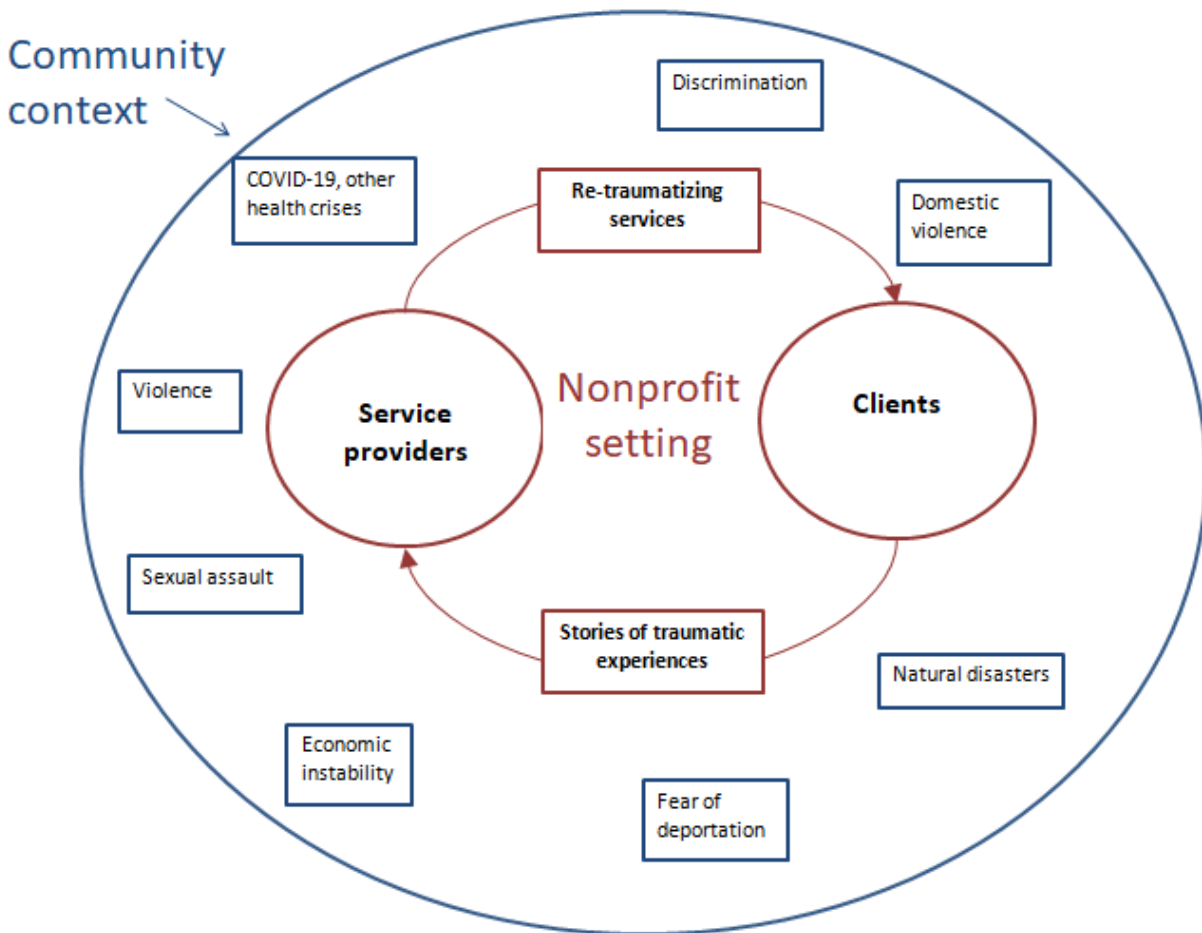 Community
context
Discrimination
COVID-19, other
health crises
Re-traumatizing
services
Domestic
violence
Violence
Service
providers
Nonprofit
setting
Clients
Sexual assault
Stories of traumatic
experiences
Natural disasters
Economic
instability
Fear of
deportation